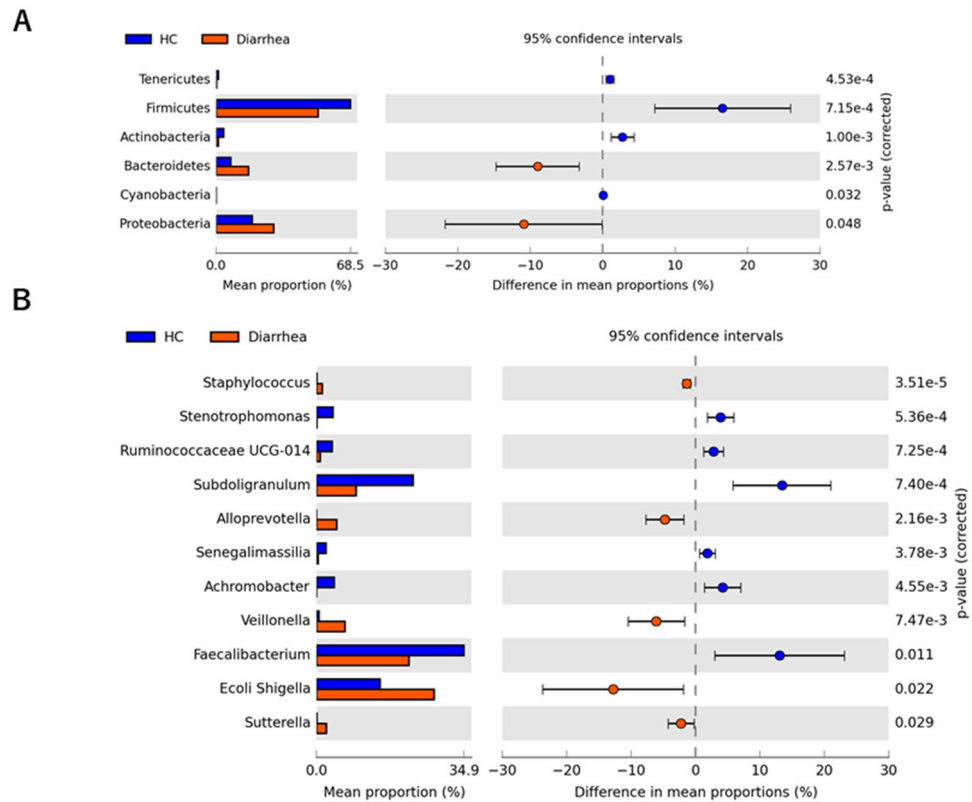 A
HC Diarrhea 95% confidence intervals
Tenericutes 4.53e-4
Firmicutes 7.15e-4
Actinobacteria 1.00e-3
Bacteroidetes 2.57e-3
Cyanobacteria 0.032
Proteobacteria 0.048
p-value (corrected)
0.0 68.5 −30 −20 −10 0 10 20 30
Mean proportion (%) Difference in mean proportions (%)
B
HC Diarrhea 95% confidence intervals
Staphylococcus 3.51e-5
Stenotrophomonas 5.36e-4
Ruminococcaceae UCG-014 7.25e-4
Subdoligranulum 7.40e-4
Alloprevotella 2.16e-3
Senegalimassilia 3.78e-3
Achromobacter 4.55e-3
Veillonella 7.47e-3
Faecalibacterium 0.011
Ecoli Shigella 0.022
Sutterella 0.029
p-value (corrected)
0.0 34.9 −30 −20 −10 0 10 20 30
Mean proportion (%) Difference in mean proportions (%)